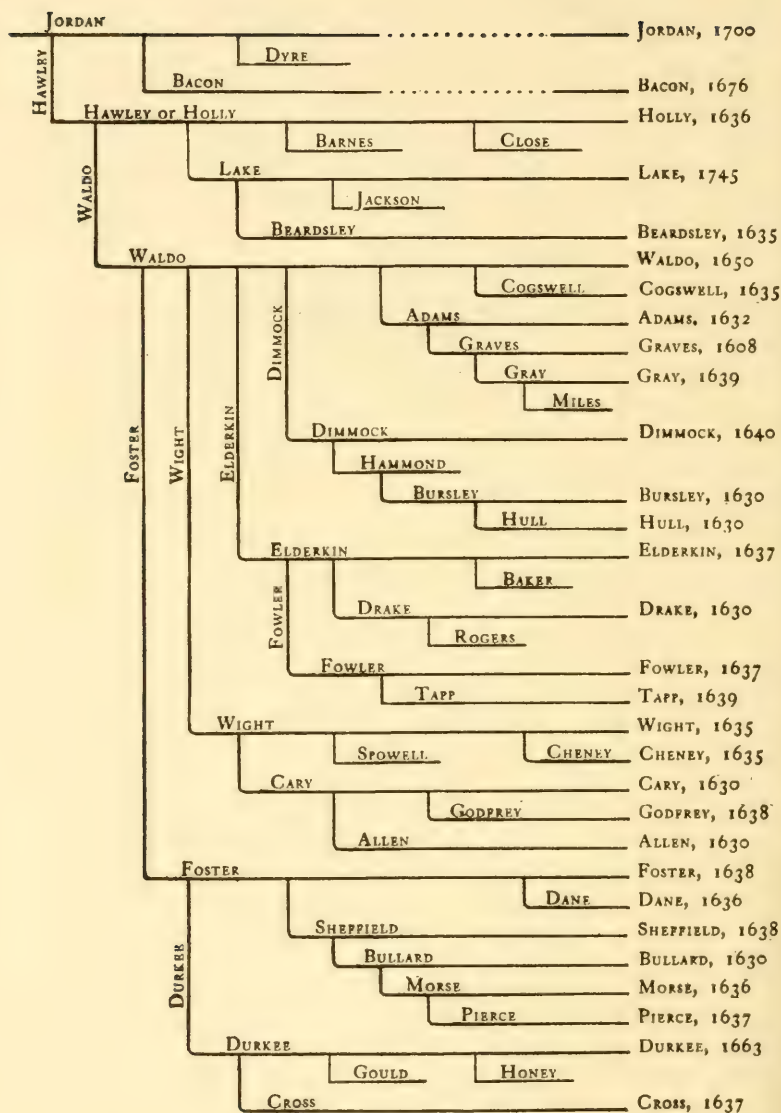 JORDAN JORDAN, 1700
DYRE
HAWLEY
BACON BACON, 1676
HAWLEY or HOLLY HOLLY, 1636
BARNES CLOSE
WALDO
LAKE LAKE, 1745
JACKSON
BEARDSLEY BEARDSLEY, 1635
WALDO WALDO, 1650
COGSWELL COGSWELL, 1635
ADAMS ADAMS, 1632
DIMMOCK
GRAVES GRAVES, 1608
GRAY GRAY, 1639
MILES
FOSTER
WIGHT
ELDERKIN
DIMMOCK DIMMOCK, 1640
HAMMOND
BURSLEY BURSLEY, 1630
HULL HULL, 1630
ELDERKIN ELDERKIN, 1637
BAKER
FOWLER
DRAKE DRAKE, 1630
ROGERS
FOWLER FOWLER, 1637
TAPP TAPP, 1639
WIGHT WIGHT, 1635
SPOWELL CHENEY CHENEY, 1635
CARY CARY, 1630
GODFREY GODFREY, 1638
ALLEN ALLEN, 1630
FOSTER FOSTER, 1638
DANE DANE, 1636
SHEFFIELD SHEFFIELD, 1638
DURKEE
BULLARD BULLARD, 1630
MORSE MORSE, 1636
PIERCE PIERCE, 1637
DURKEE DURKEE, 1663
GOULD HONEY
CROSS CROSS, 1637